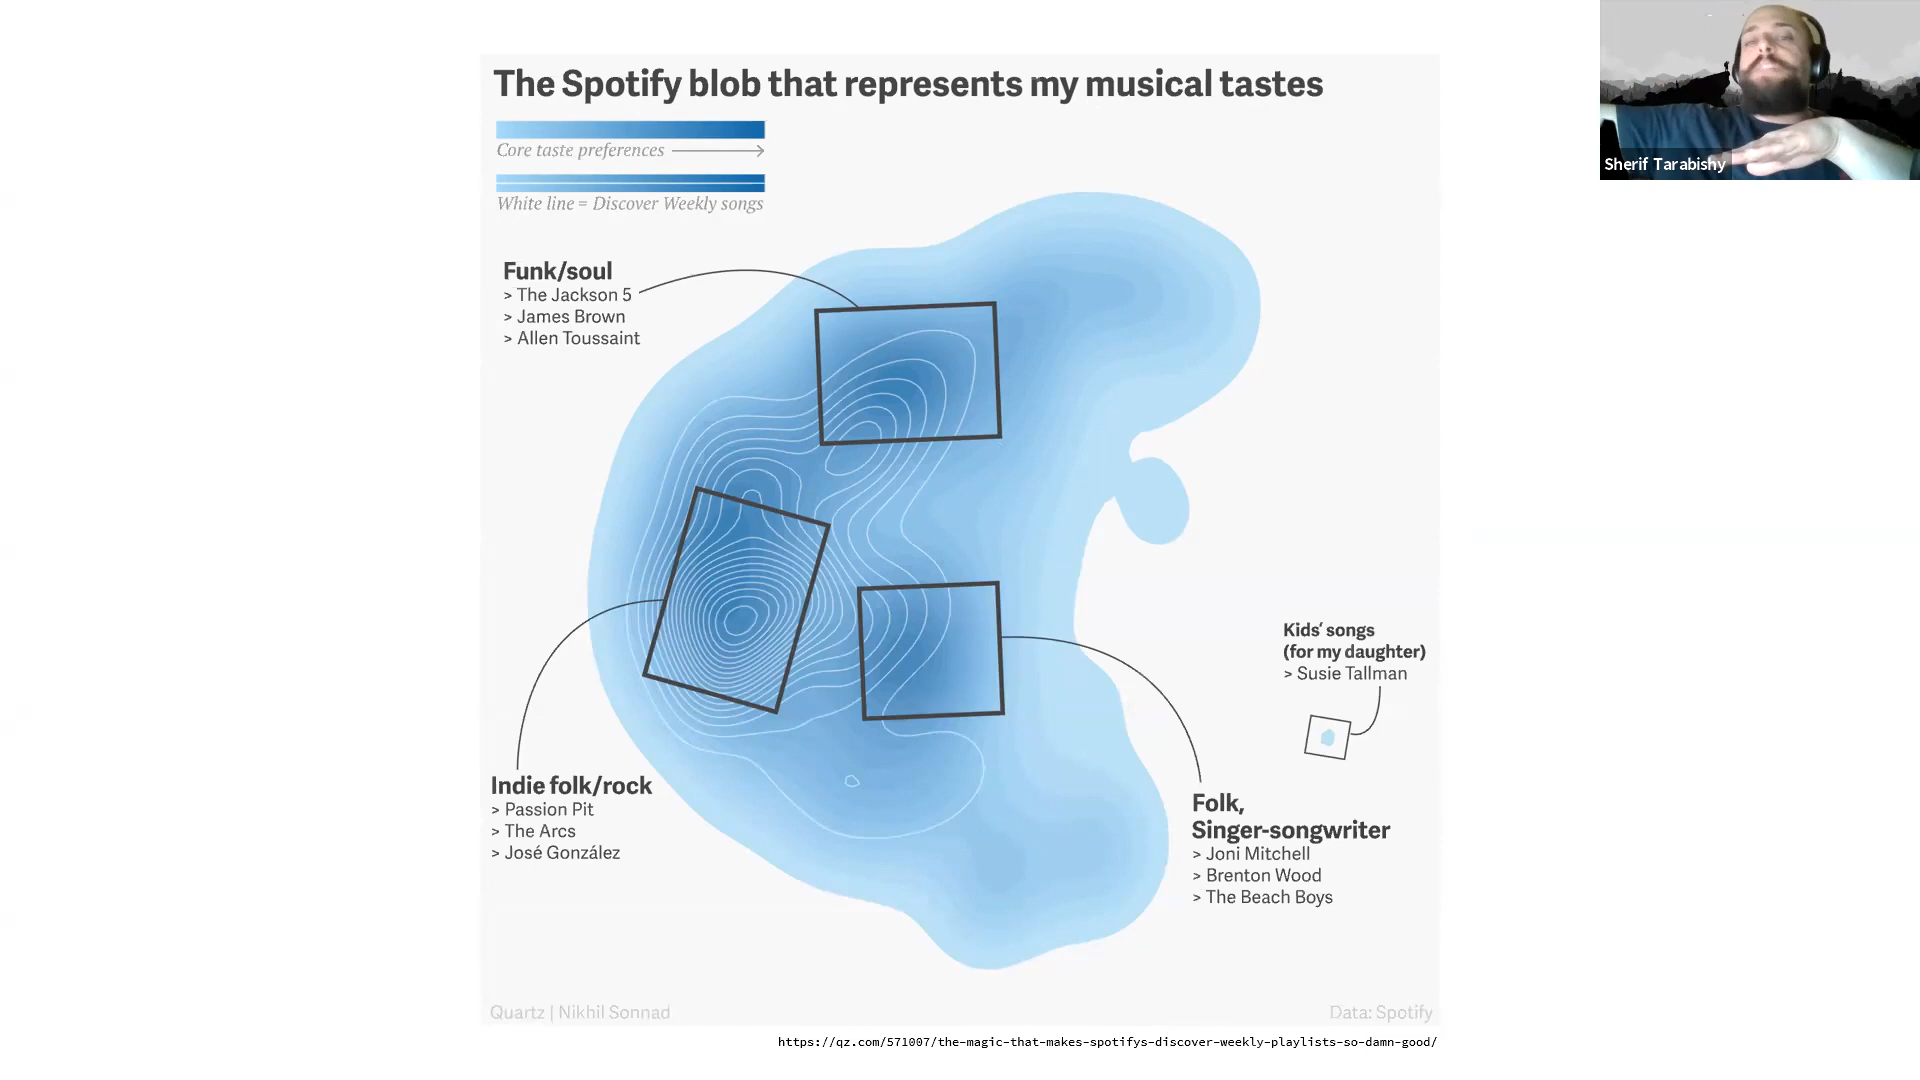 The Spotify blob that represents my musical tastes
Core taste preferences
White line = Discover Weekly songs
Funk/soul
> The Jackson 5
> James Brown
> Allen Toussaint
Indie folk/rock
> Passion Pit
> The Arcs
> José González
Kids' songs
(for my daughter)
> Susie Tallman
Folk,
Singer-songwriter
> Joni Mitchell
> Brenton Wood
> The Beach Boys
Quartz | Nikhil Sonnad
Data: Spotify
https://qz.com/571007/the-magic-that-makes-spotifys-discover-weekly-playlists-so-damn-good/
Sherif Tarabishy